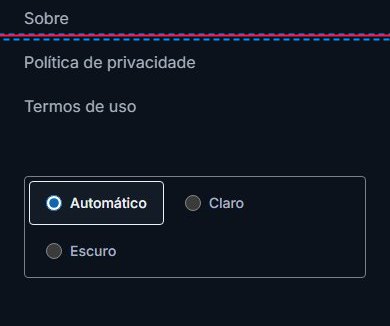 Sobre
Política de privacidade
Termos de uso
Automático Claro
Escuro